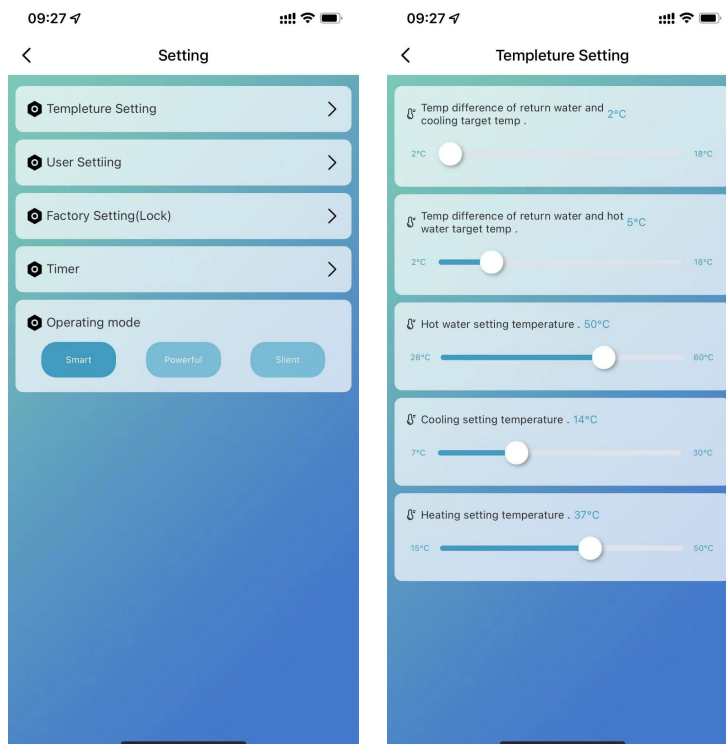 09:27
Setting
Templeture Setting
User Settiing
Factory Setting(Lock)
Timer
Operating mode
Smart
Powerful
Slient
09:27
Templeture Setting
Temp difference of return water and
cooling target temp .
2°C
2°C
18°C
Temp difference of return water and hot
water target temp .
5°C
2°C
18°C
Hot water setting temperature . 50°C
28°C
60°C
Cooling setting temperature . 14°C
7°C
30°C
Heating setting temperature . 37°C
15°C
50°C